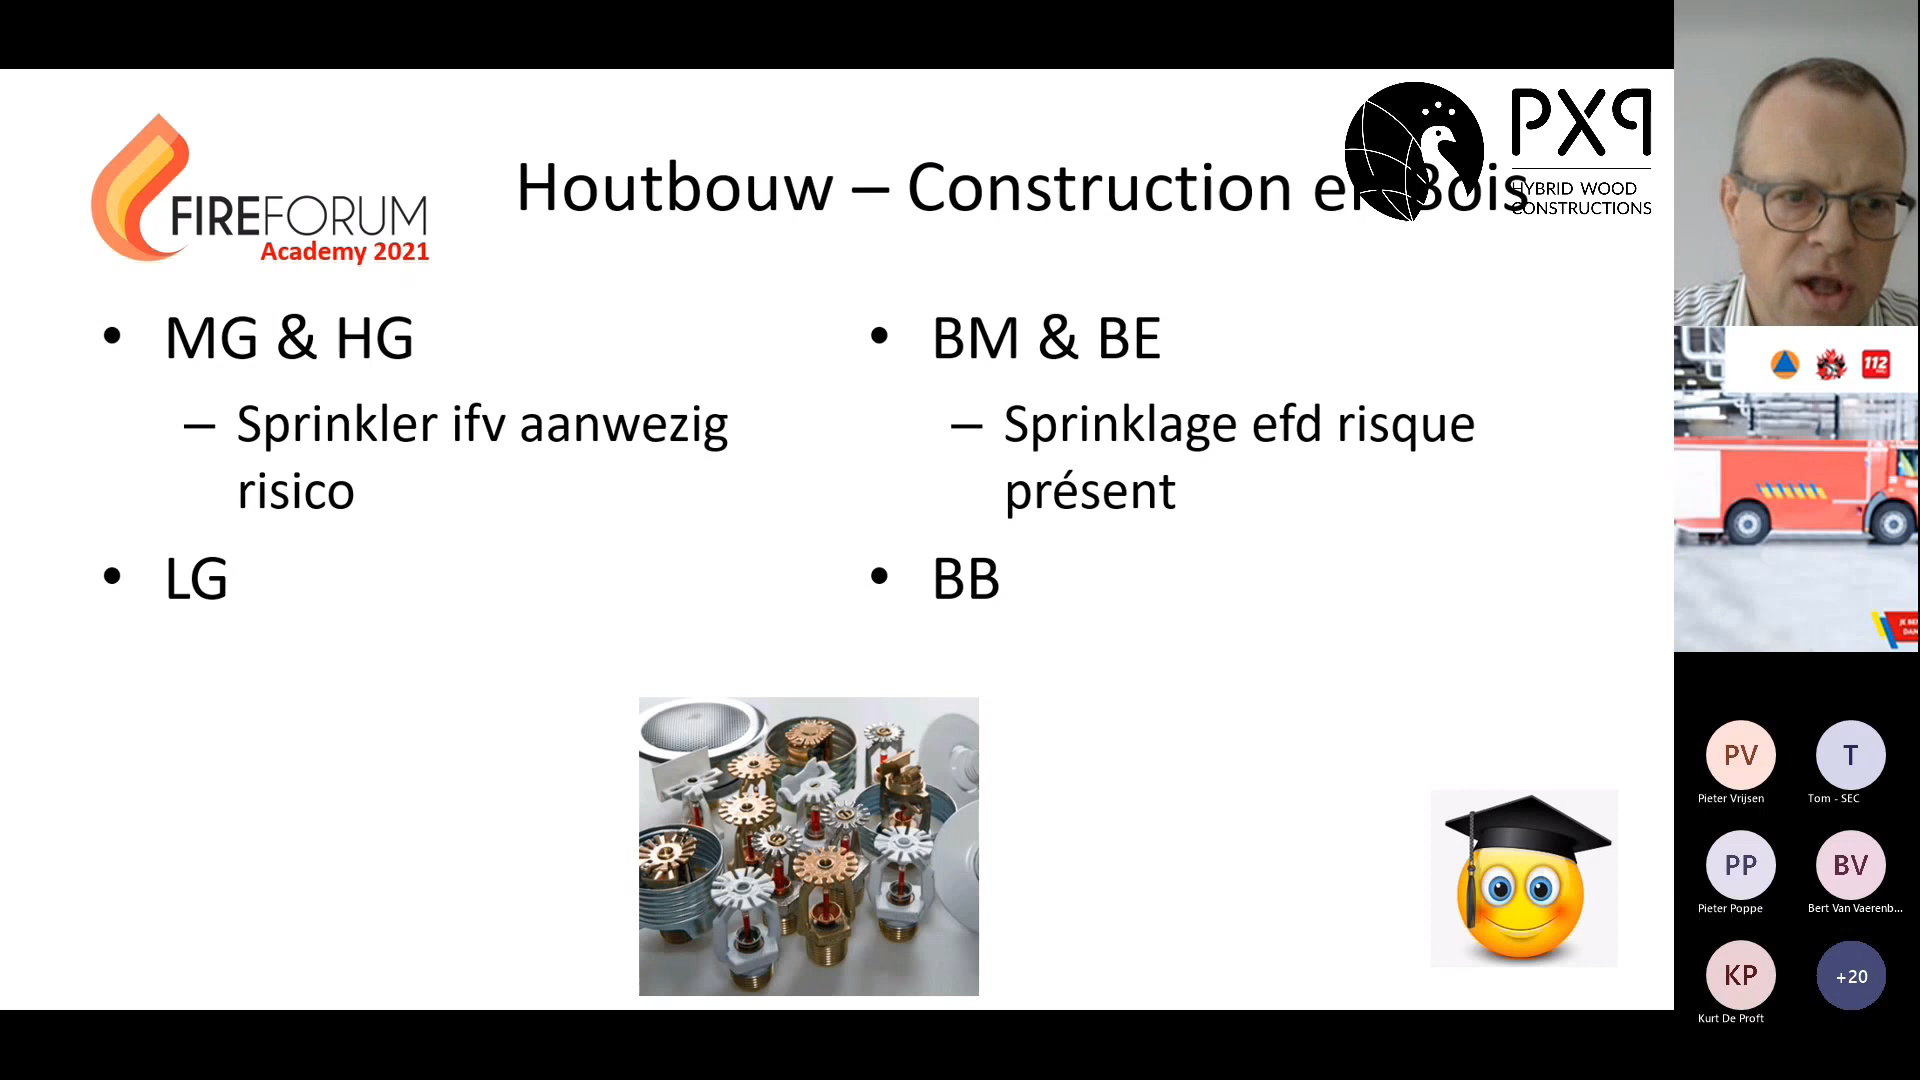 FIREFORUM
Academy 2021
Houtbouw – Construction en Bois
PXP
HYBRID WOOD
CONSTRUCTIONS
• MG & HG
– Sprinkler ifv aanwezig
risico
• LG
• BM & BE
– Sprinklage efd risque
présent
• BB
112
PV
Pieter Vrijsen
T
Tom - SEC
PP
Pieter Poppe
BV
Bert Van Vaerenb...
KP
Kurt De Proft
+20